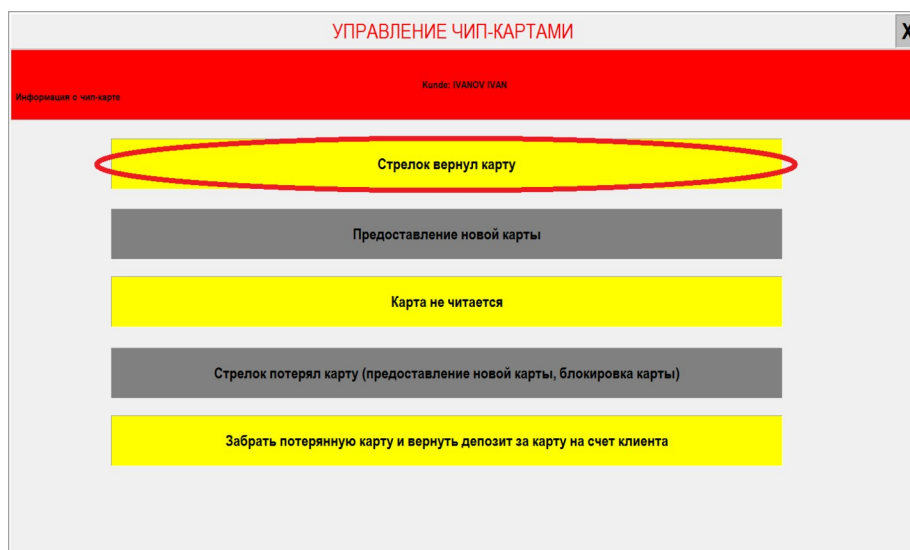 УПРАВЛЕНИЕ ЧИП-КАРТАМИ
X
Kunde: IVANOV IVAN
Информация о чип-карте
Стрелок вернул карту
Предоставление новой карты
Карта не читается
Стрелок потерял карту (предоставление новой карты, блокировка карты)
Забрать потерянную карту и вернуть депозит за карту на счет клиента